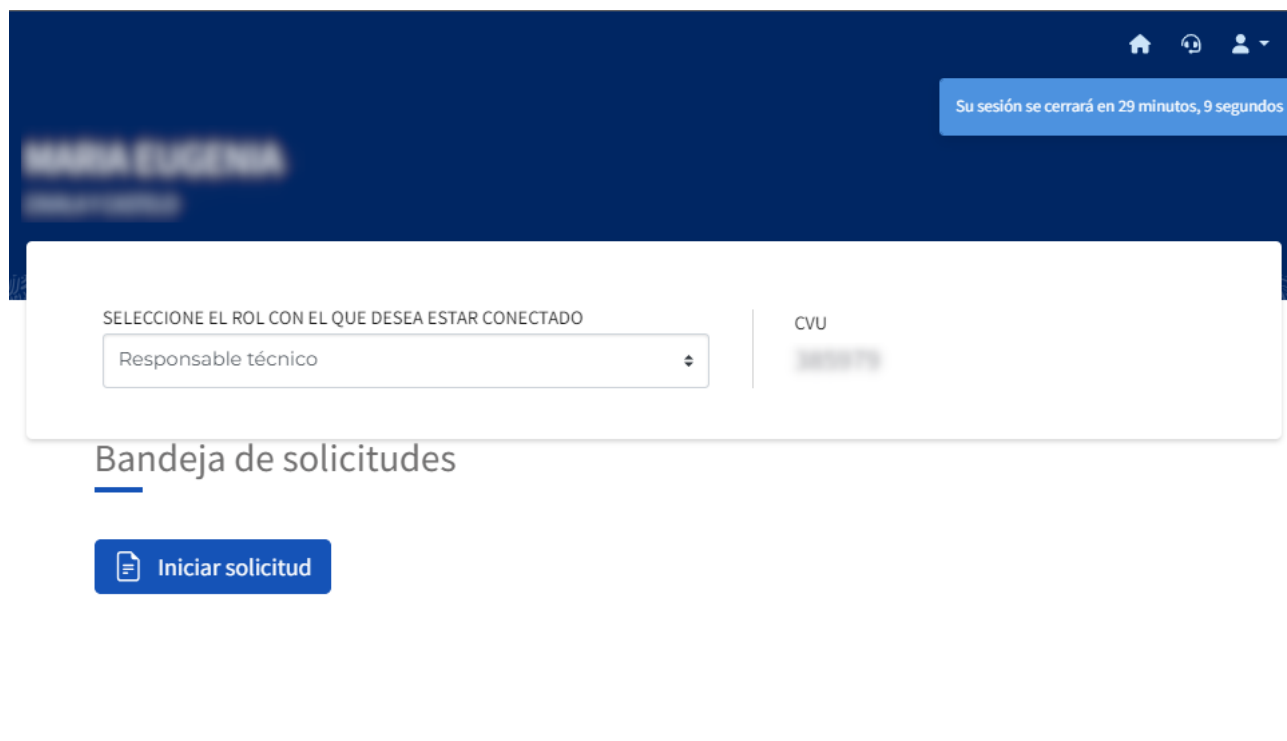 Su sesión se cerrará en 29 minutos, 9 segundos
SELECCIONE EL ROL CON EL QUE DESEA ESTAR CONECTADO
Responsable técnico
CVU
Bandeja de solicitudes
Iniciar solicitud